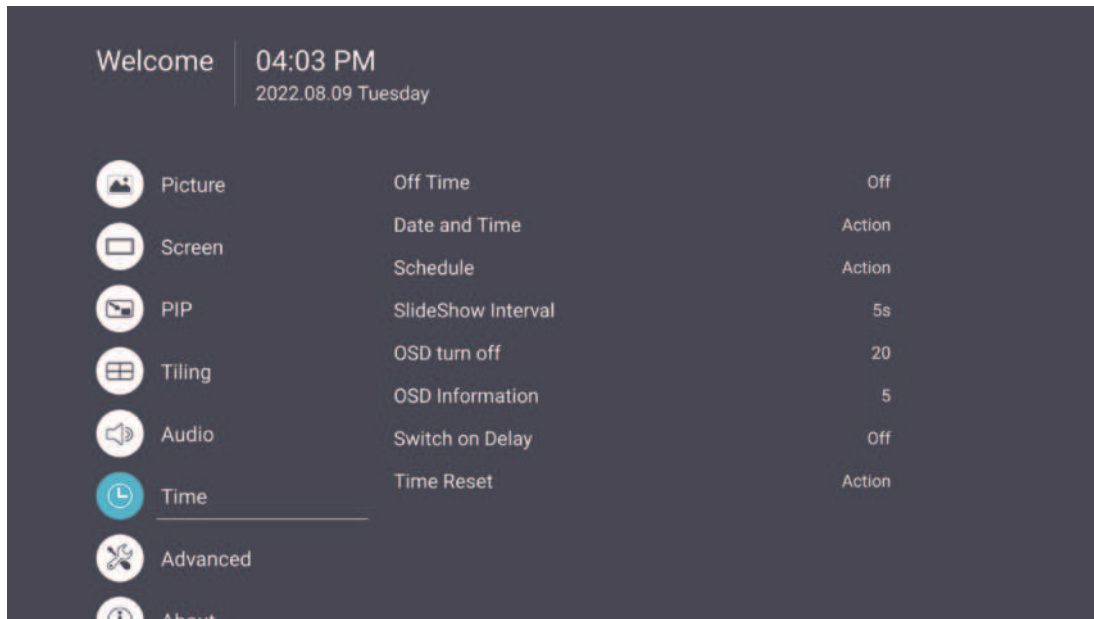 Welcome
04:03 PM
2022.08.09 Tuesday
Picture
Screen
PIP
Tiling
Audio
Time
Advanced
About
Off Time Off
Date and Time Action
Schedule Action
SlideShow Interval 5s
OSD turn off 20
OSD Information 5
Switch on Delay Off
Time Reset Action